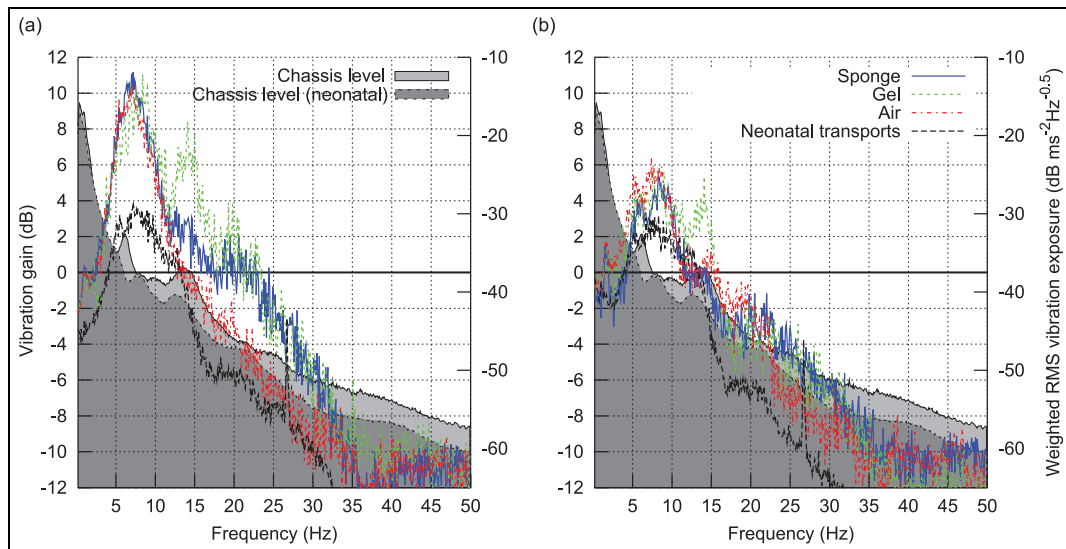 (a)
12
10
8
6
4
2
0
-2
-4
-6
-8
-10
-12
Vibration gain (dB)
-10
-20
-30
-40
-50
-60
Chassis level
Chassis level (neonatal)
5 10 15 20 25 30 35 40 45 50
Frequency (Hz)
(b)
12
10
8
6
4
2
0
-2
-4
-6
-8
-10
-12
Sponge
Gel
Air
Neonatal transports
-10
-20
-30
-40
-50
-60
Weighted RMS vibration exposure (dB ms⁻²Hz⁻⁰·⁵)
5 10 15 20 25 30 35 40 45 50
Frequency (Hz)